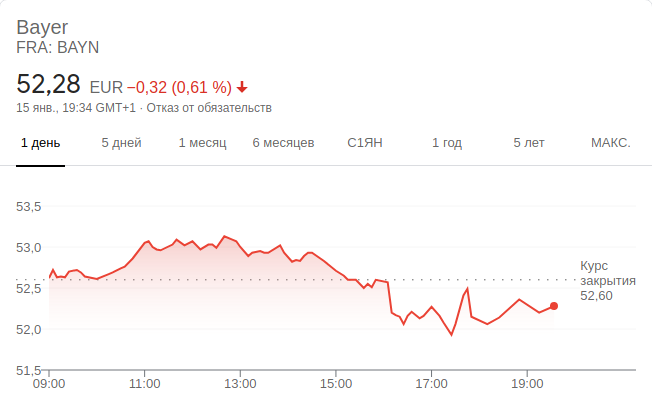 Bayer
FRA: BAYN
52,28 EUR −0,32 (0,61 %)
15 янв., 19:34 GMT+1 · Отказ от обязательств
1 день 5 дней 1 месяц 6 месяцев С1ЯН 1 год 5 лет МАКС.
53,5
53,0
52,5
52,0
51,5
Курс
закрытия
52,60
09:00 11:00 13:00 15:00 17:00 19:00